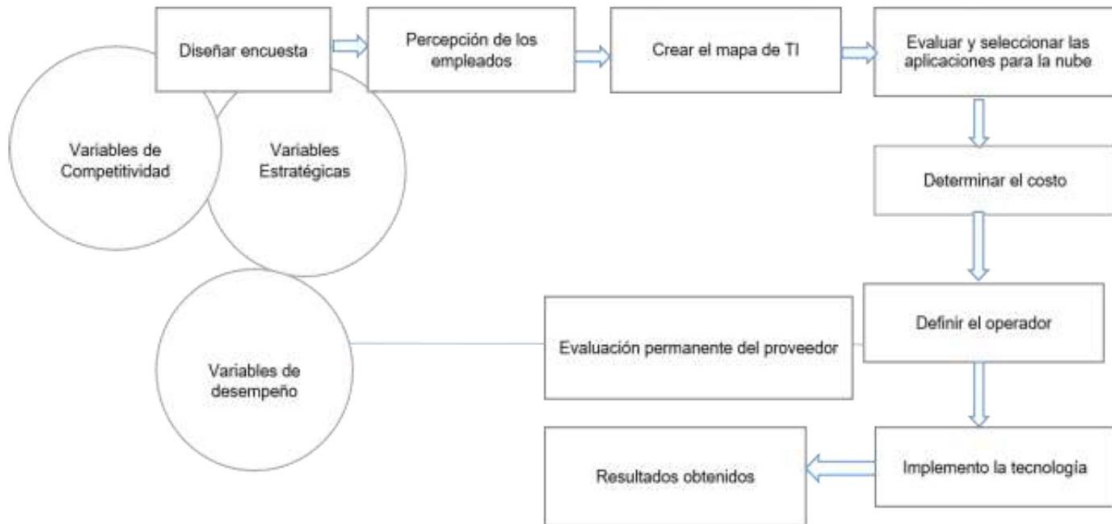 Diseñar encuesta
Percepción de los
empleados
Crear el mapa de TI
Evaluar y seleccionar las
aplicaciones para la nube
Variables de
Competitividad
Variables
Estratégicas
Determinar el costo
Definir el operador
Evaluación permanente del proveedor
Variables de
desempeño
Implemento la tecnología
Resultados obtenidos